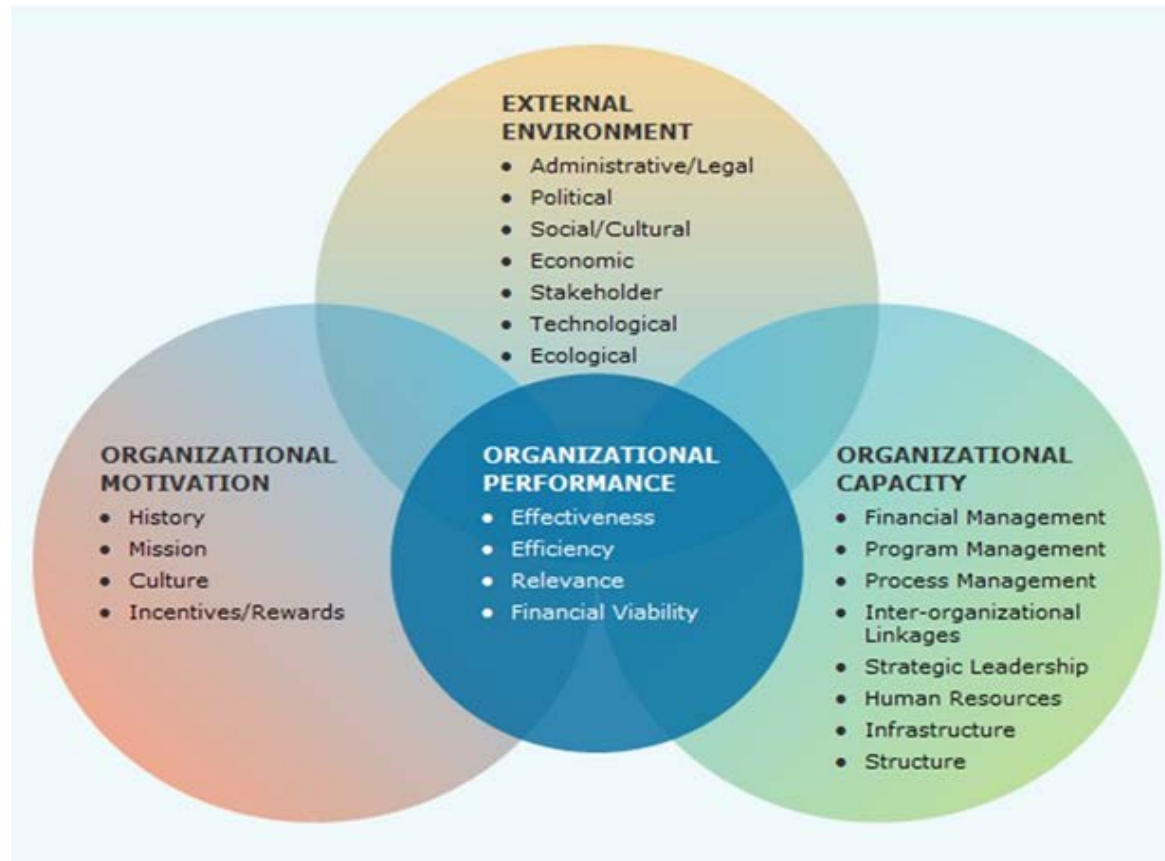 EXTERNAL
ENVIRONMENT
• Administrative/Legal
• Political
• Social/Cultural
• Economic
• Stakeholder
• Technological
• Ecological
ORGANIZATIONAL
MOTIVATION
• History
• Mission
• Culture
• Incentives/Rewards
ORGANIZATIONAL
PERFORMANCE
• Effectiveness
• Efficiency
• Relevance
• Financial Viability
ORGANIZATIONAL
CAPACITY
• Financial Management
• Program Management
• Process Management
• Inter-organizational
Linkages
• Strategic Leadership
• Human Resources
• Infrastructure
• Structure